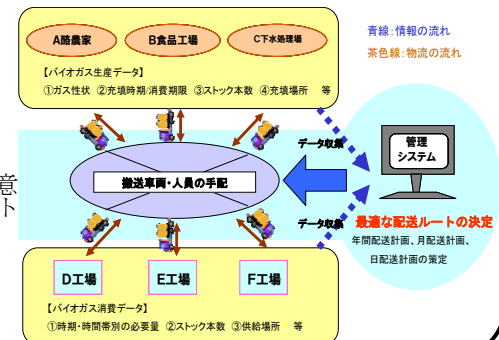 A酪農家
B食品工場
C下水処理場
青線：情報の流れ
茶色線：物流の流れ
【バイオガス生産データ】
①ガス性状 ②充填時期/消費期限 ③ストック本数 ④充填場所 等
データ収集
管理
システム
搬送車両・人員の手配
意
ト
データ収集
最適な配送ルートの決定
年間配送計画、月配送計画、
日配送計画の策定
D工場
E工場
F工場
【バイオガス消費データ】
①時期・時間帯別の必要量 ②ストック本数 ③供給場所 等